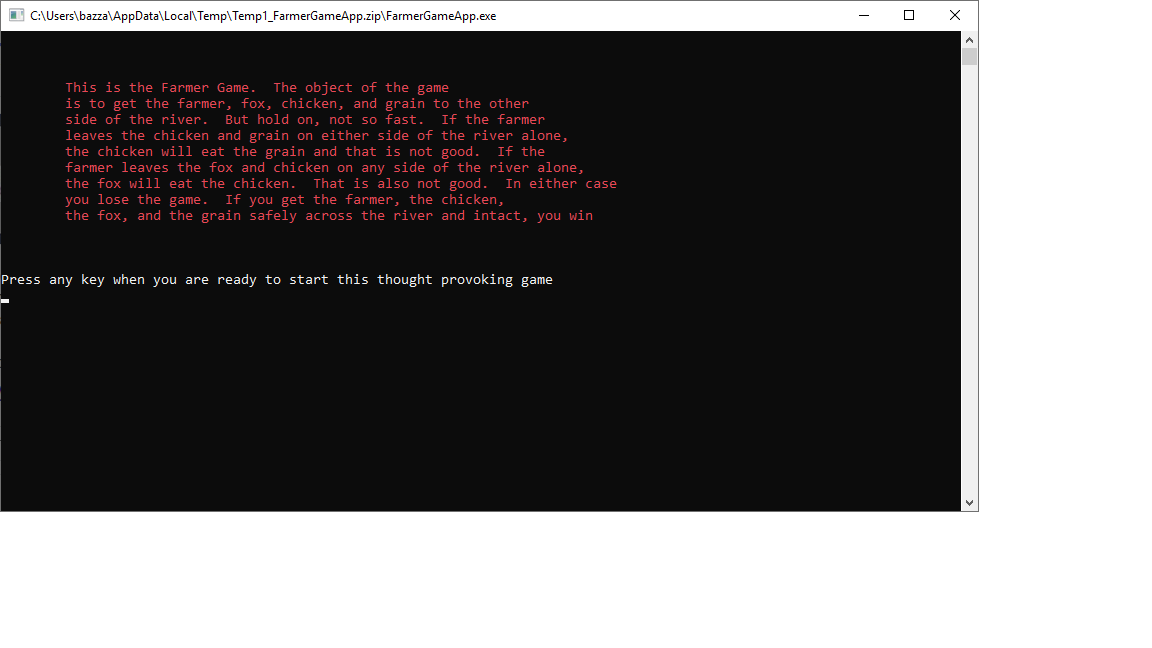 C:\Users\bazza\AppData\Local\Temp\Temp1_FarmerGameApp.zip\FarmerGameApp.exe
This is the Farmer Game.  The object of the game
is to get the farmer, fox, chicken, and grain to the other
side of the river.  But hold on, not so fast.  If the farmer
leaves the chicken and grain on either side of the river alone,
the chicken will eat the grain and that is not good.  If the
farmer leaves the fox and chicken on any side of the river alone,
the fox will eat the chicken.  That is also not good.  In either case
you lose the game.  If you get the farmer, the chicken,
the fox, and the grain safely across the river and intact, you win
Press any key when you are ready to start this thought provoking game